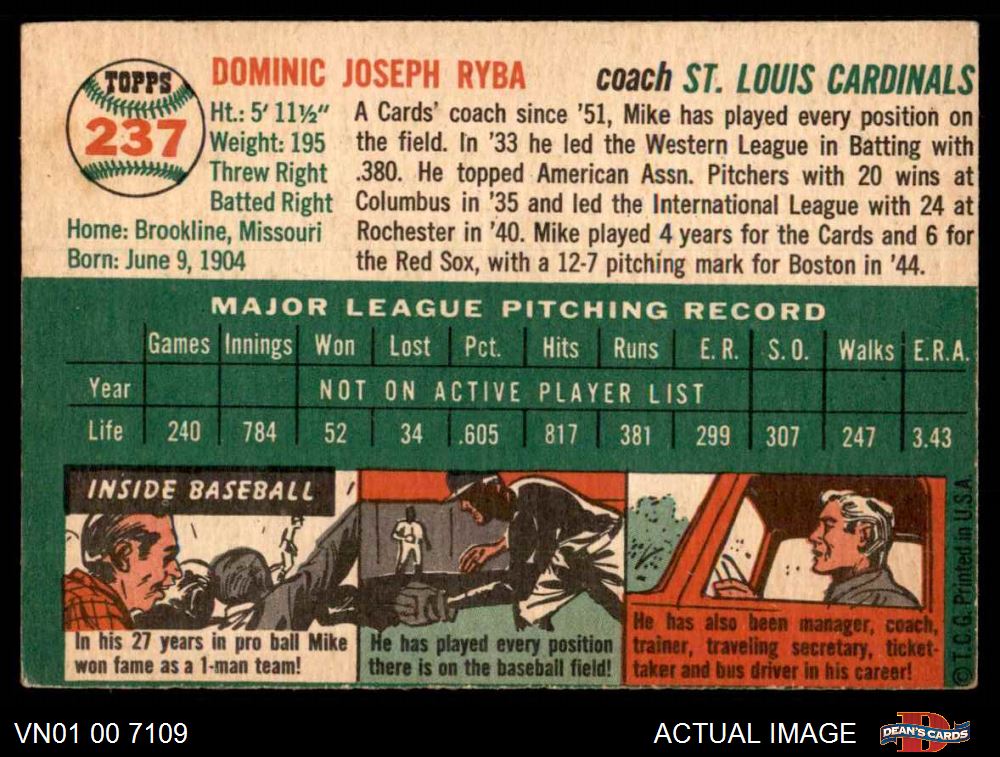 TOPPS
237
DOMINIC JOSEPH RYBA
coach ST. LOUIS CARDINALS
Ht.: 5' 11½"
Weight: 195
Threw Right
Batted Right
Home: Brookline, Missouri
Born: June 9, 1904
A Cards' coach since '51, Mike has played every position on
the field. In '33 he led the Western League in Batting with
.380. He topped American Assn. Pitchers with 20 wins at
Columbus in '35 and led the International League with 24 at
Rochester in '40. Mike played 4 years for the Cards and 6 for
the Red Sox, with a 12-7 pitching mark for Boston in '44.
MAJOR LEAGUE PITCHING RECORD
Games Innings Won Lost Pct. Hits Runs E. R. S. O. Walks E.R.A.
Year NOT ON ACTIVE PLAYER LIST
Life 240 784 52 34 .605 817 381 299 307 247 3.43
INSIDE BASEBALL
In his 27 years in pro ball Mike
won fame as a 1-man team!
He has played every position
there is on the baseball field!
He has also been manager, coach,
trainer, traveling secretary, ticket-
taker and bus driver in his career!
©T.C.G. Printed in U.S.A.
VN01 00 7109
ACTUAL IMAGE
DEAN'S CARDS